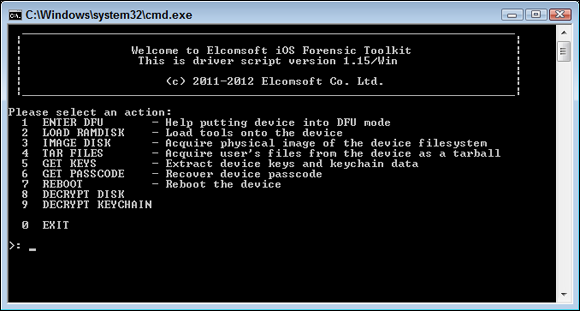 C:\Windows\system32\cmd.exe
Welcome to Elcomsoft iOS Forensic Toolkit
This is driver script version 1.15/Win
(c) 2011-2012 Elcomsoft Co. Ltd.
Please select an action:
1 ENTER DFU - Help putting device into DFU mode
2 LOAD RAMDISK - Load tools onto the device
3 IMAGE DISK - Acquire physical image of the device filesystem
4 TAR FILES - Acquire user's files from the device as a tarball
5 GET KEYS - Extract device keys and keychain data
6 GET PASSCODE - Recover device passcode
7 REBOOT - Reboot the device
8 DECRYPT DISK
9 DECRYPT KEYCHAIN
0 EXIT
>: _